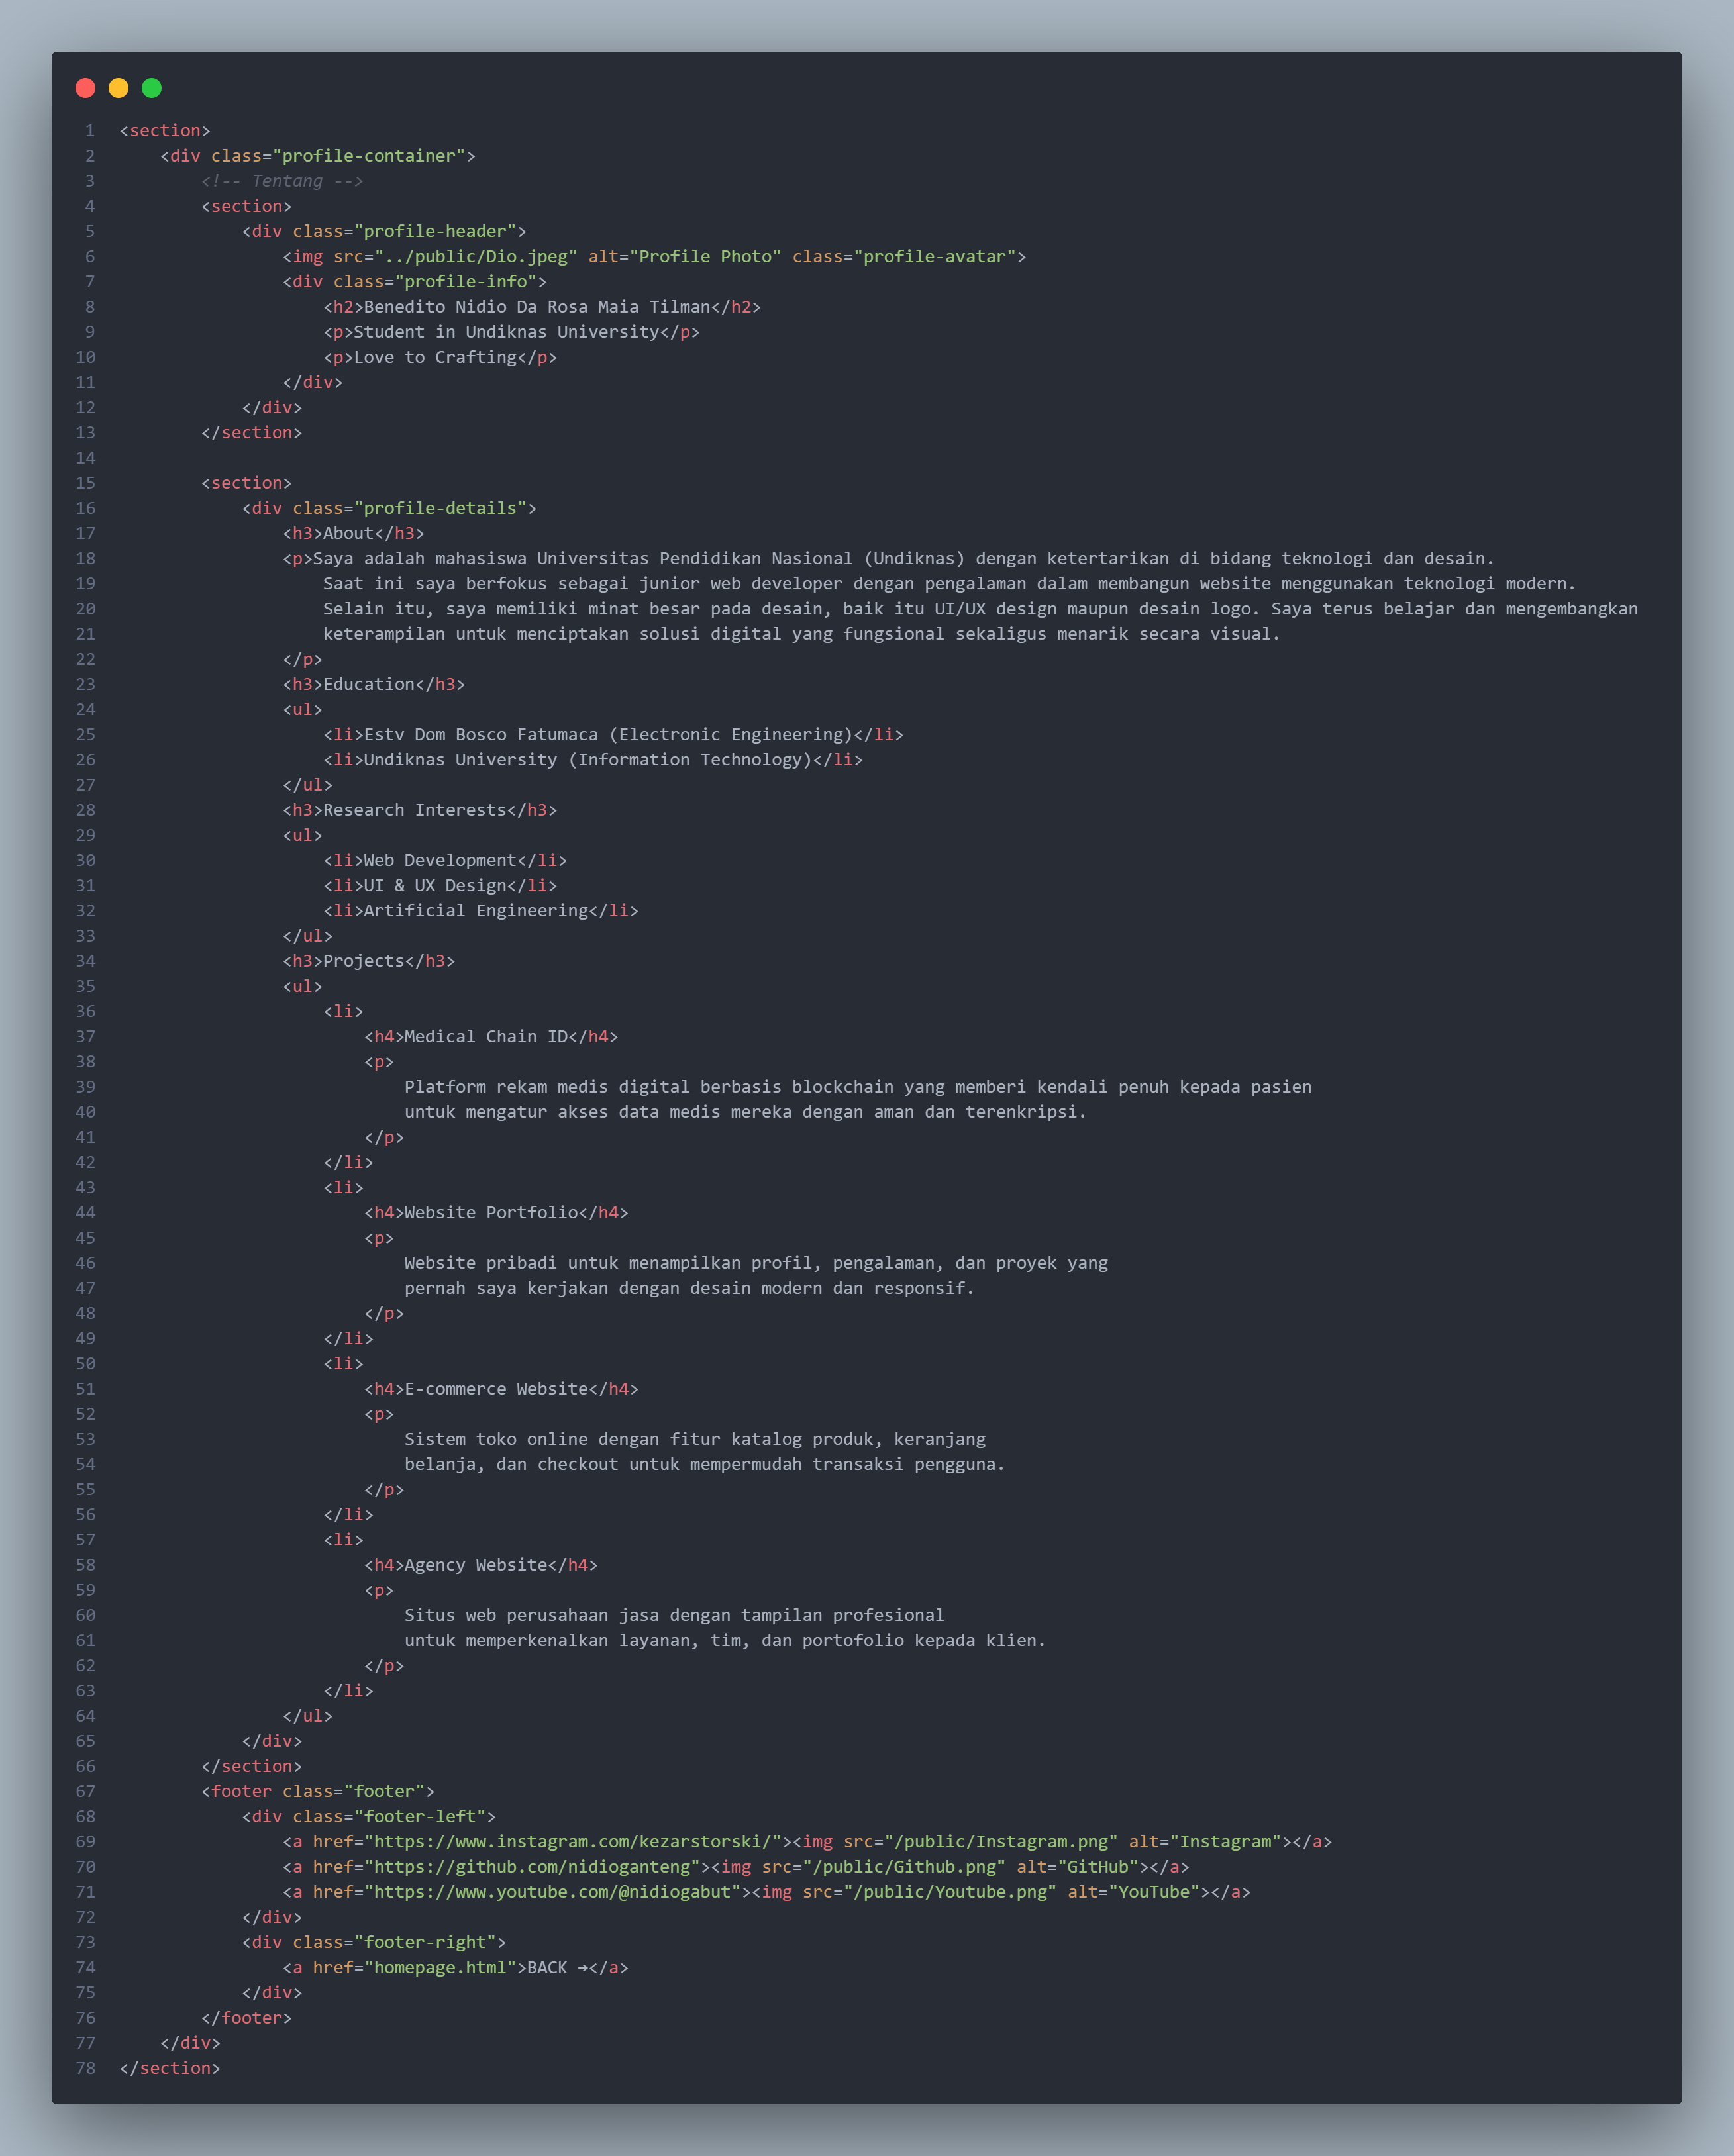 1 <section>
2     <div class="profile-container">
3         <!-- Tentang -->
4         <section>
5             <div class="profile-header">
6                 <img src="../public/Dio.jpeg" alt="Profile Photo" class="profile-avatar">
7                 <div class="profile-info">
8                     <h2>Benedito Nidio Da Rosa Maia Tilman</h2>
9                     <p>Student in Undiknas University</p>
10                     <p>Love to Crafting</p>
11                 </div>
12             </div>
13         </section>
14
15         <section>
16             <div class="profile-details">
17                 <h3>About</h3>
18                 <p>Saya adalah mahasiswa Universitas Pendidikan Nasional (Undiknas) dengan ketertarikan di bidang teknologi dan desain.
19                     Saat ini saya berfokus sebagai junior web developer dengan pengalaman dalam membangun website menggunakan teknologi modern.
20                     Selain itu, saya memiliki minat besar pada desain, baik itu UI/UX design maupun desain logo. Saya terus belajar dan mengembangkan
21                     keterampilan untuk menciptakan solusi digital yang fungsional sekaligus menarik secara visual.
22                 </p>
23                 <h3>Education</h3>
24                 <ul>
25                     <li>Estv Dom Bosco Fatumaca (Electronic Engineering)</li>
26                     <li>Undiknas University (Information Technology)</li>
27                 </ul>
28                 <h3>Research Interests</h3>
29                 <ul>
30                     <li>Web Development</li>
31                     <li>UI & UX Design</li>
32                     <li>Artificial Engineering</li>
33                 </ul>
34                 <h3>Projects</h3>
35                 <ul>
36                     <li>
37                         <h4>Medical Chain ID</h4>
38                         <p>
39                             Platform rekam medis digital berbasis blockchain yang memberi kendali penuh kepada pasien
40                             untuk mengatur akses data medis mereka dengan aman dan terenkripsi.
41                         </p>
42                     </li>
43                     <li>
44                         <h4>Website Portfolio</h4>
45                         <p>
46                             Website pribadi untuk menampilkan profil, pengalaman, dan proyek yang
47                             pernah saya kerjakan dengan desain modern dan responsif.
48                         </p>
49                     </li>
50                     <li>
51                         <h4>E-commerce Website</h4>
52                         <p>
53                             Sistem toko online dengan fitur katalog produk, keranjang
54                             belanja, dan checkout untuk mempermudah transaksi pengguna.
55                         </p>
56                     </li>
57                     <li>
58                         <h4>Agency Website</h4>
59                         <p>
60                             Situs web perusahaan jasa dengan tampilan profesional
61                             untuk memperkenalkan layanan, tim, dan portofolio kepada klien.
62                         </p>
63                     </li>
64                 </ul>
65             </div>
66         </section>
67         <footer class="footer">
68             <div class="footer-left">
69                 <a href="https://www.instagram.com/kezarstorski/"><img src="/public/Instagram.png" alt="Instagram"></a>
70                 <a href="https://github.com/nidioganteng"><img src="/public/Github.png" alt="GitHub"></a>
71                 <a href="https://www.youtube.com/@nidiogabut"><img src="/public/Youtube.png" alt="YouTube"></a>
72             </div>
73             <div class="footer-right">
74                 <a href="homepage.html">BACK →</a>
75             </div>
76         </footer>
77     </div>
78 </section>